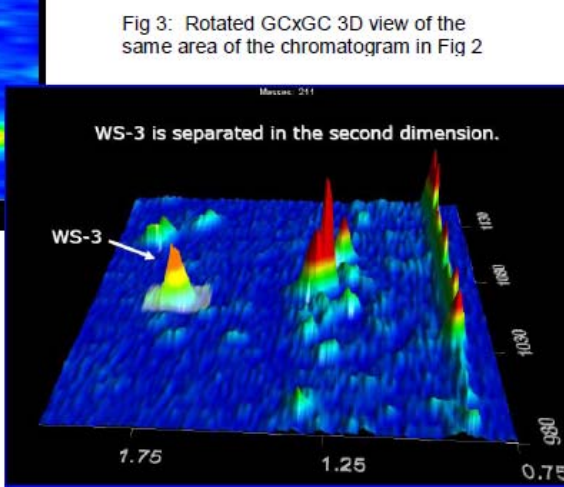 Fig 3: Rotated GCxGC 3D view of the
same area of the chromatogram in Fig 2
Masses: 211
WS-3 is separated in the second dimension.
WS-3
1131
1080
1030
980
1.75
1.25
0.75